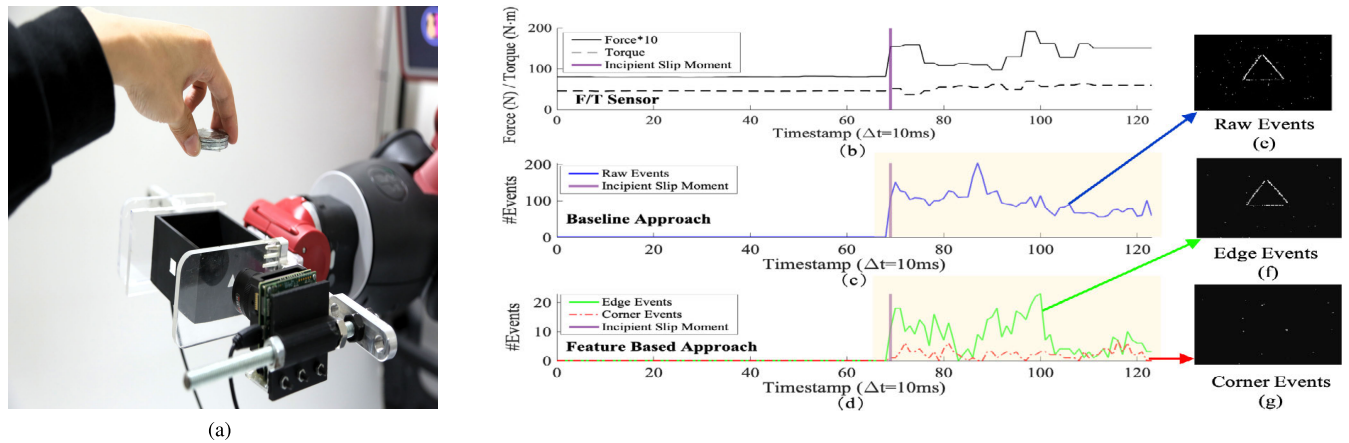 (a)
Force (N) / Torque (N·m)
200
100
0
Force*10
Torque
Incipient Slip Moment
F/T Sensor
0 20 40 60 80 100 120
Timestamp (Δt=10ms)
(b)
#Events
200
100
0
Raw Events
Incipient Slip Moment
Baseline Approach
0 20 40 60 80 100 120
Timestamp (Δt=10ms)
(c)
#Events
20
10
0
Edge Events
Corner Events
Incipient Slip Moment
Feature Based Approach
0 20 40 60 80 100 120
Timestamp (Δt=10ms)
(d)
Raw Events
(e)
Edge Events
(f)
Corner Events
(g)